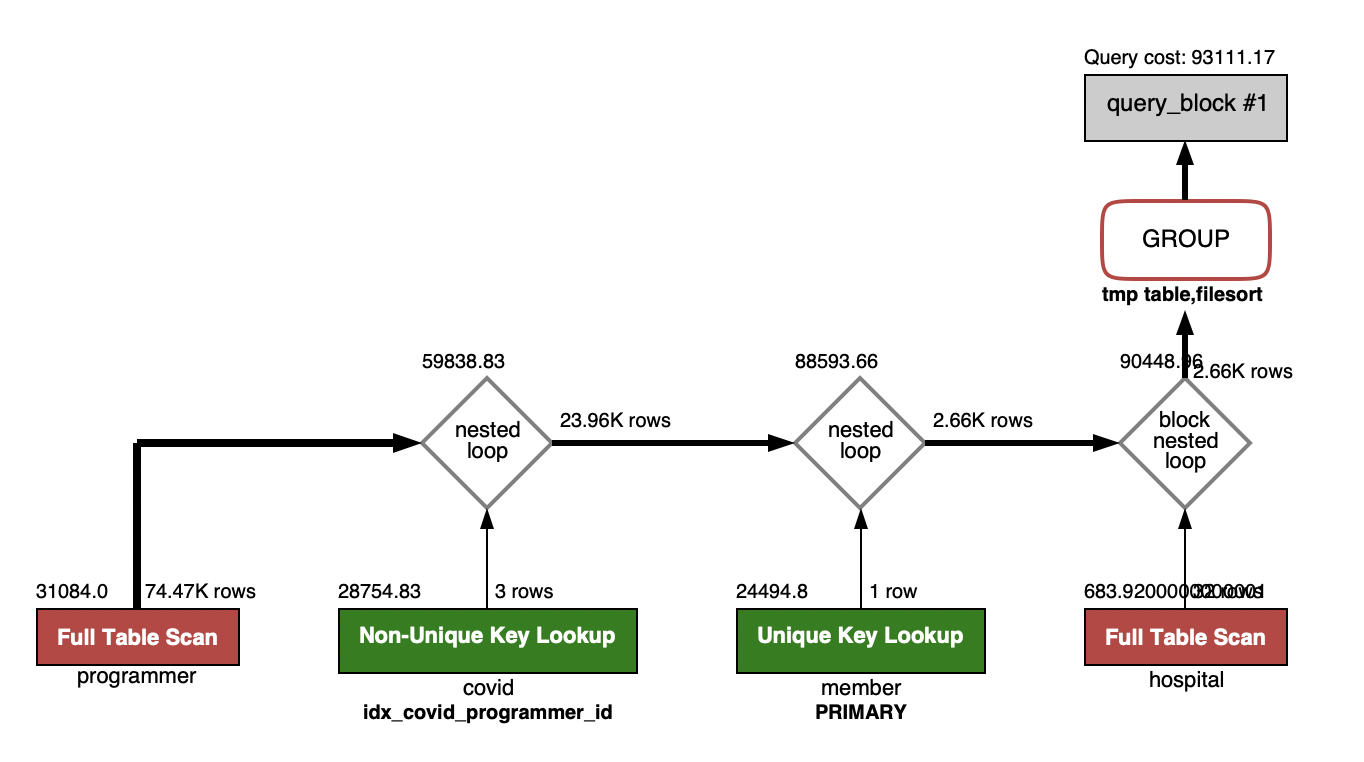 Query cost: 93111.17
query_block #1
GROUP
tmp table,filesort
59838.83
88593.66
90448.96
2.66K rows
nested
loop
23.96K rows
nested
loop
2.66K rows
block
nested
loop
31084.0
74.47K rows
28754.83
3 rows
24494.8
1 row
683.9200000000001
32 rows
Full Table Scan
Non-Unique Key Lookup
Unique Key Lookup
Full Table Scan
programmer
covid
member
hospital
idx_covid_programmer_id
PRIMARY